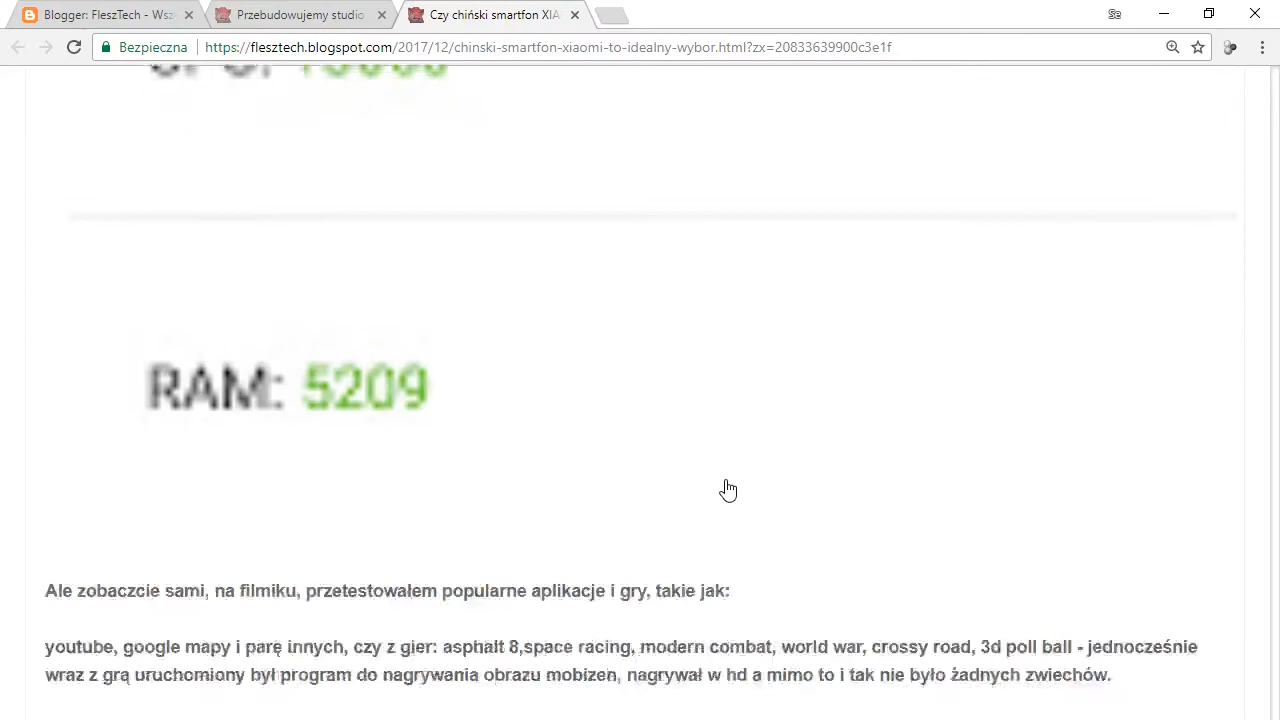 Blogger: FleszTech - Wsz
Przebudowujemy studio
Czy chiński smartfon XIA
Se
Bezpieczna
https://flesztech.blogspot.com/2017/12/chinski-smartfon-xiaomi-to-idealny-wybor.html?zx=20833639900c3e1f
RAM: 5209
Ale zobaczcie sami, na filmiku, przetestowałem popularne aplikacje i gry, takie jak:
youtube, google mapy i parę innych, czy z gier: asphalt 8,space racing, modern combat, world war, crossy road, 3d poll ball - jednocześnie
wraz z grą uruchomiony był program do nagrywania obrazu mobizen, nagrywał w hd a mimo to i tak nie było żadnych zwiechów.